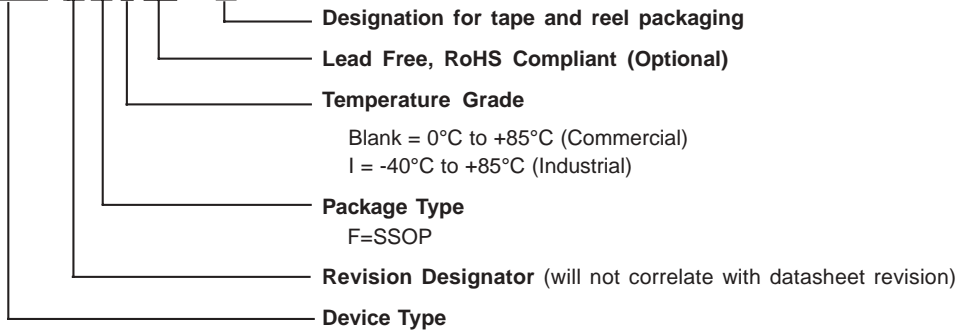 Designation for tape and reel packaging
Lead Free, RoHS Compliant (Optional)
Temperature Grade
Blank = 0°C to +85°C (Commercial)
I = -40°C to +85°C (Industrial)
Package Type
F=SSOP
Revision Designator (will not correlate with datasheet revision)
Device Type